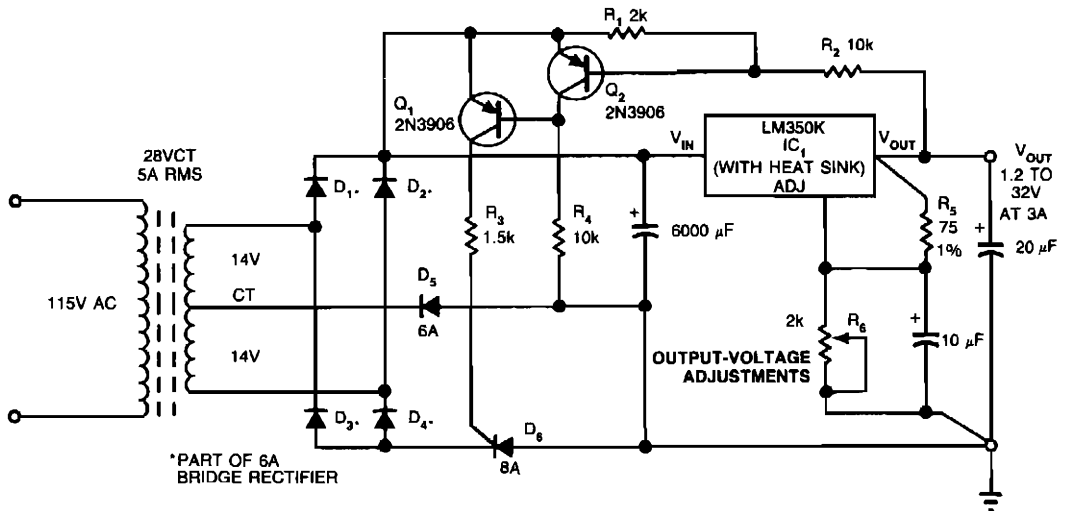 R1 2k
R2 10k
Q1
2N3906
Q2
2N3906
LM350K
IC1
(WITH HEAT SINK)
ADJ
VIN
VOUT
VOUT
1.2 TO
32V
AT 3A
28VCT
5A RMS
D1*
D2*
R3
1.5k
R4
10k
+
6000 µF
R5
75
1%
+
20 µF
115V AC
14V
CT
14V
D5
6A
2k
R6
+
10 µF
OUTPUT-VOLTAGE
ADJUSTMENTS
D3*
D4*
D6
8A
*PART OF 6A
BRIDGE RECTIFIER